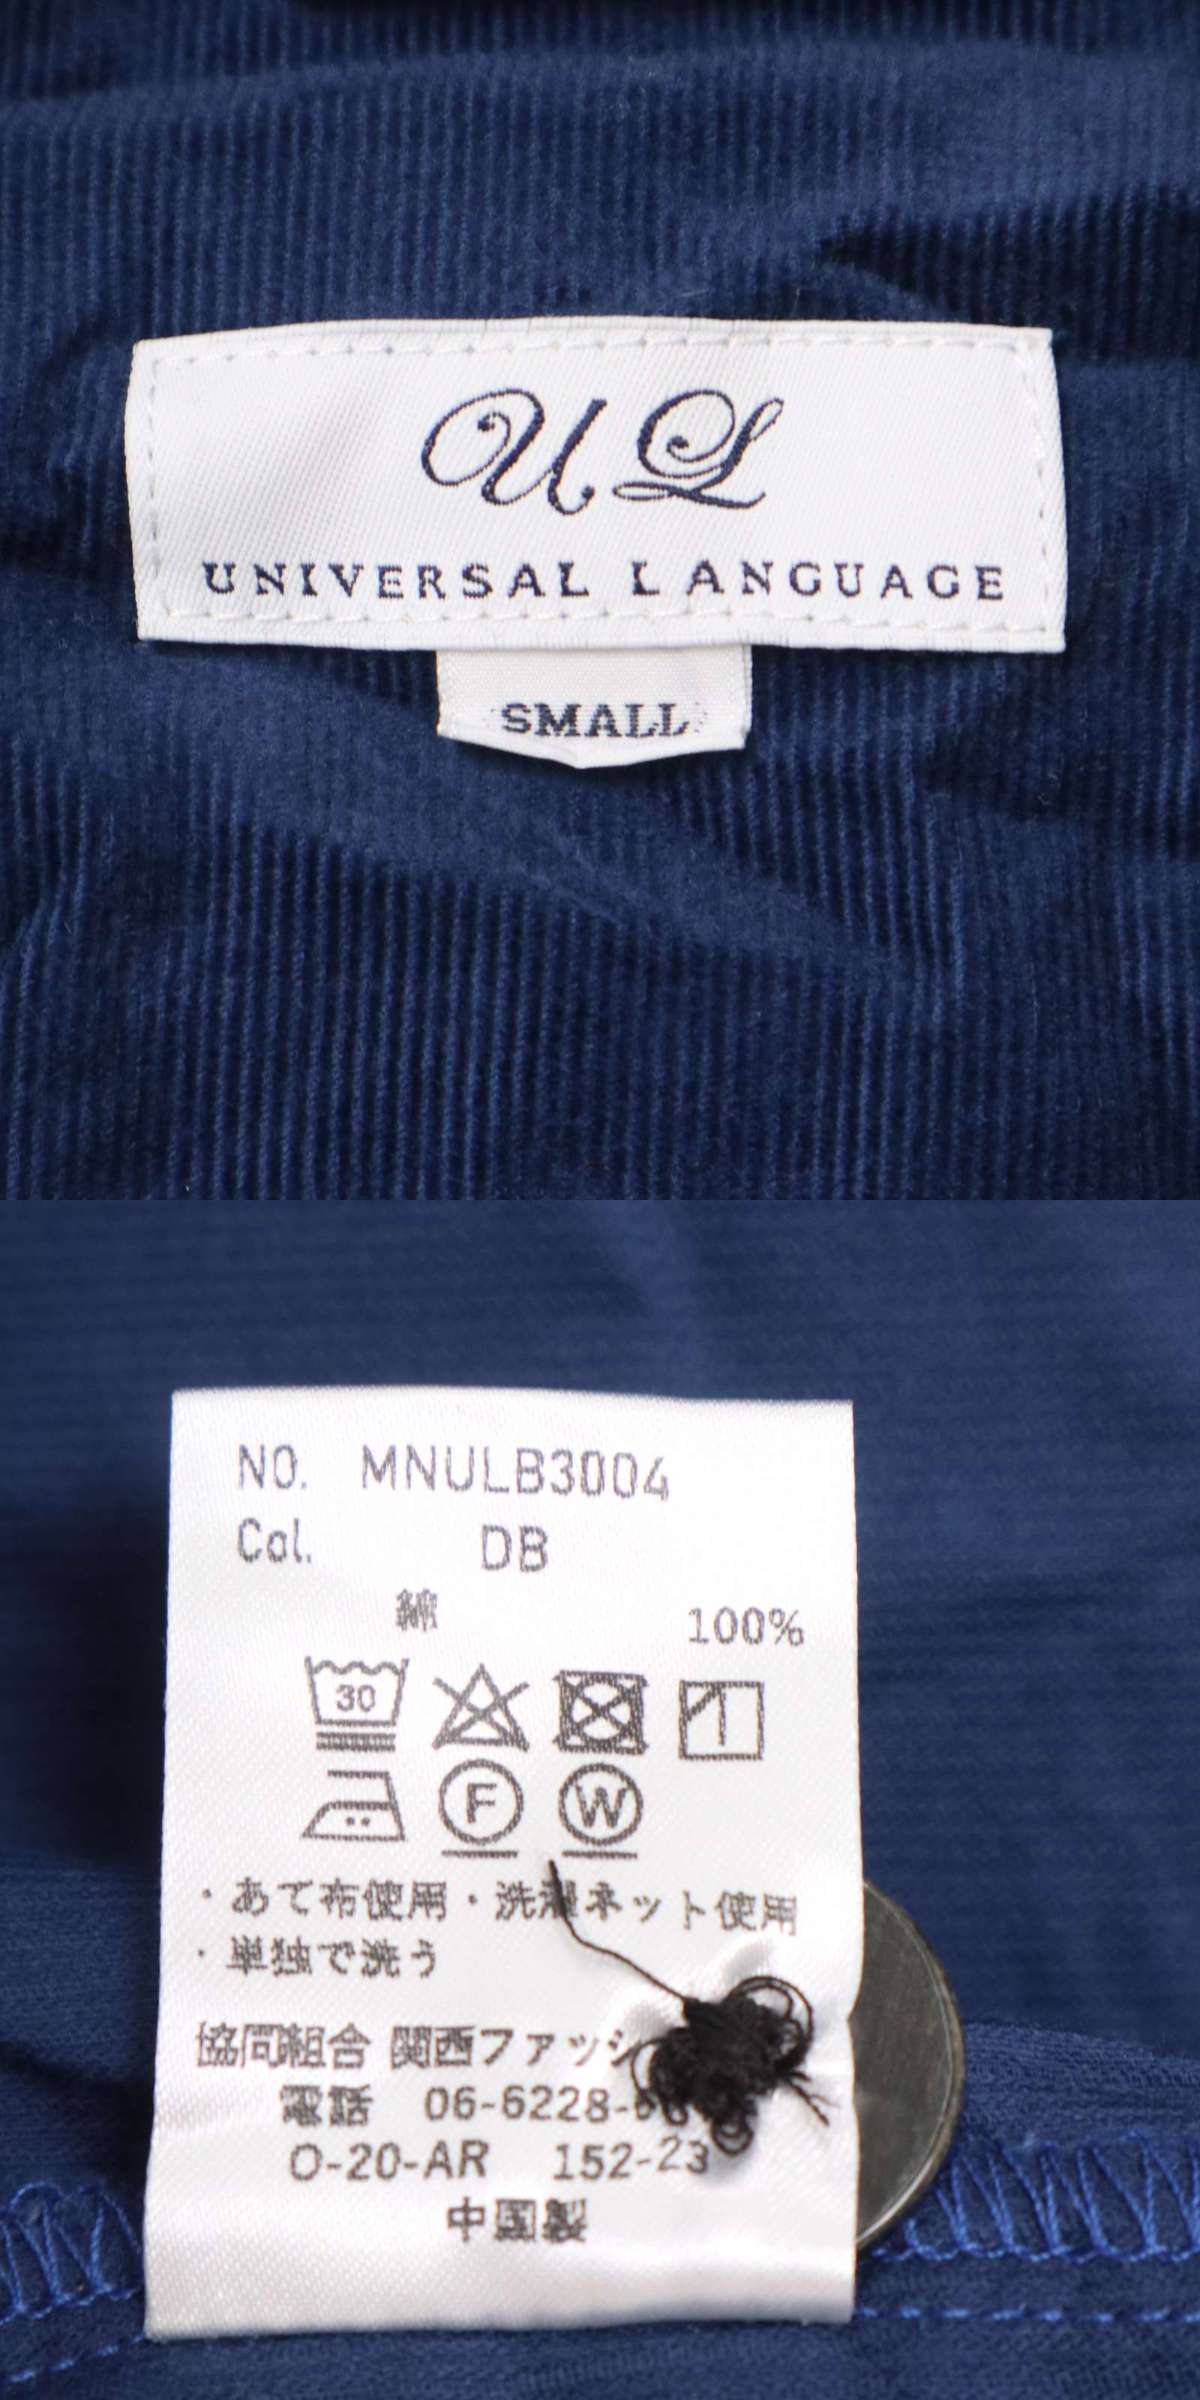 UL
UNIVERSAL LANGUAGE
SMALL
NO. MNULB3004
Col. DB
綿 100%
30
F W
・あて布使用・洗濯ネット使用
・単独で洗う
協同組合 関西ファッシ
電話 06-6228-
O-20-AR 152-23
中国製